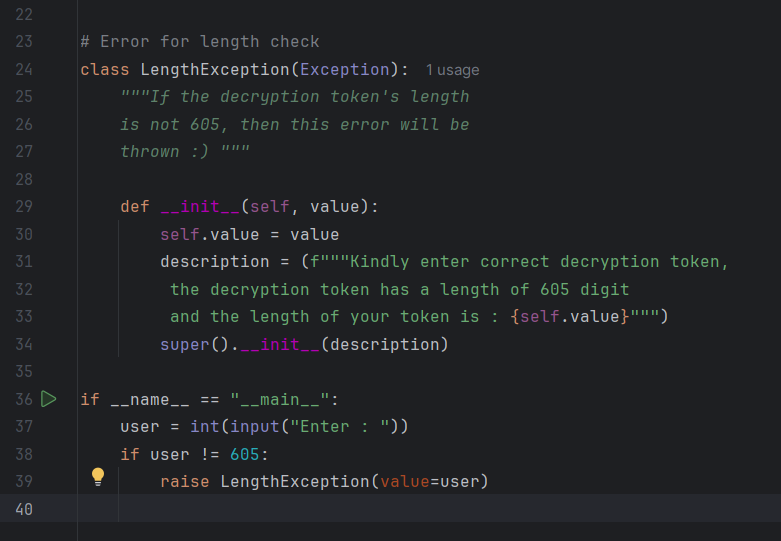 22
23 # Error for length check
24 class LengthException(Exception): 1 usage
25     """If the decryption token's length
26     is not 605, then this error will be
27     thrown :) """
28
29     def __init__(self, value):
30         self.value = value
31         description = (f"""Kindly enter correct decryption token,
32          the decryption token has a length of 605 digit
33          and the length of your token is : {self.value}""")
34         super().__init__(description)
35
36 if __name__ == "__main__":
37     user = int(input("Enter : "))
38     if user != 605:
39         raise LengthException(value=user)
40